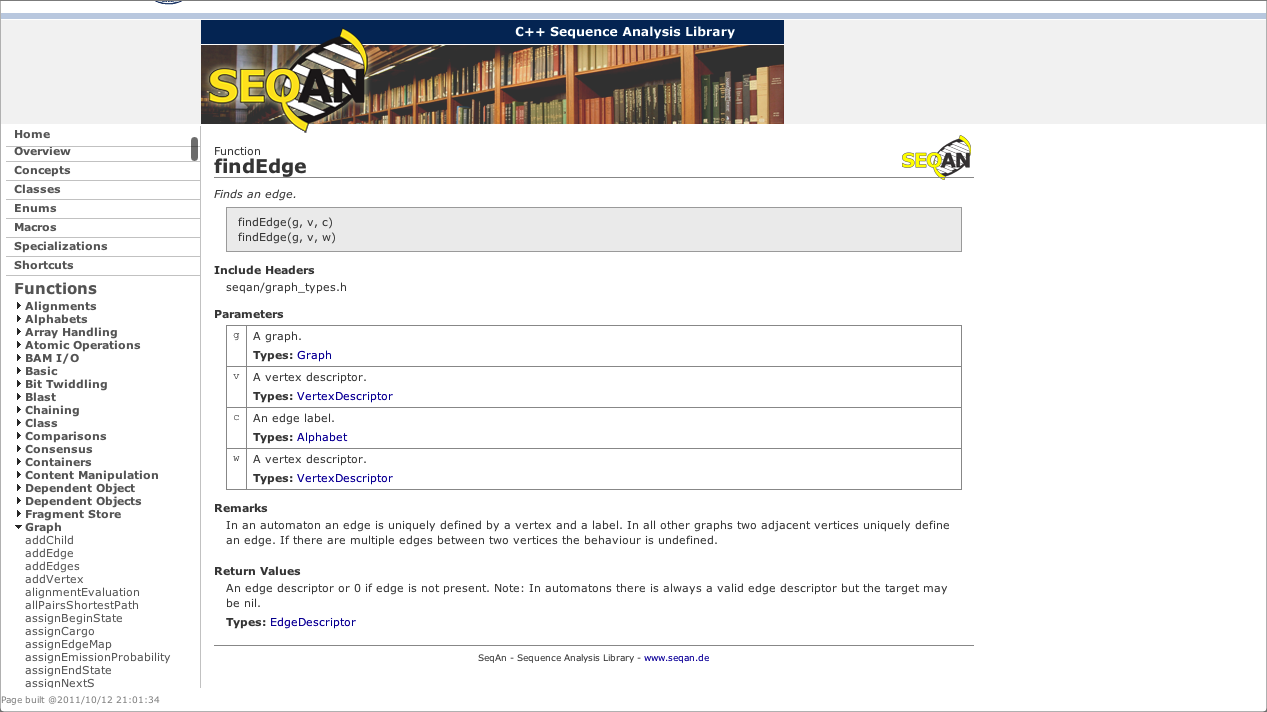 C++ Sequence Analysis Library
SEQAN
Home
Overview
Concepts
Classes
Enums
Macros
Specializations
Shortcuts
Functions
Alignments
Alphabets
Array Handling
Atomic Operations
BAM I/O
Basic
Bit Twiddling
Blast
Chaining
Class
Comparisons
Consensus
Containers
Content Manipulation
Dependent Object
Dependent Objects
Fragment Store
Graph
addChild
addEdge
addEdges
addVertex
alignmentEvaluation
allPairsShortestPath
assignBeginState
assignCargo
assignEdgeMap
assignEmissionProbability
assignEndState
assignNextS
Function
findEdge
SEQAN
Finds an edge.
findEdge(g, v, c)
findEdge(g, v, w)
Include Headers
seqan/graph_types.h
Parameters
g A graph.
Types: Graph
v A vertex descriptor.
Types: VertexDescriptor
c An edge label.
Types: Alphabet
w A vertex descriptor.
Types: VertexDescriptor
Remarks
In an automaton an edge is uniquely defined by a vertex and a label. In all other graphs two adjacent vertices uniquely define
an edge. If there are multiple edges between two vertices the behaviour is undefined.
Return Values
An edge descriptor or 0 if edge is not present. Note: In automatons there is always a valid edge descriptor but the target may
be nil.
Types: EdgeDescriptor
SeqAn - Sequence Analysis Library - www.seqan.de
Page built @2011/10/12 21:01:34